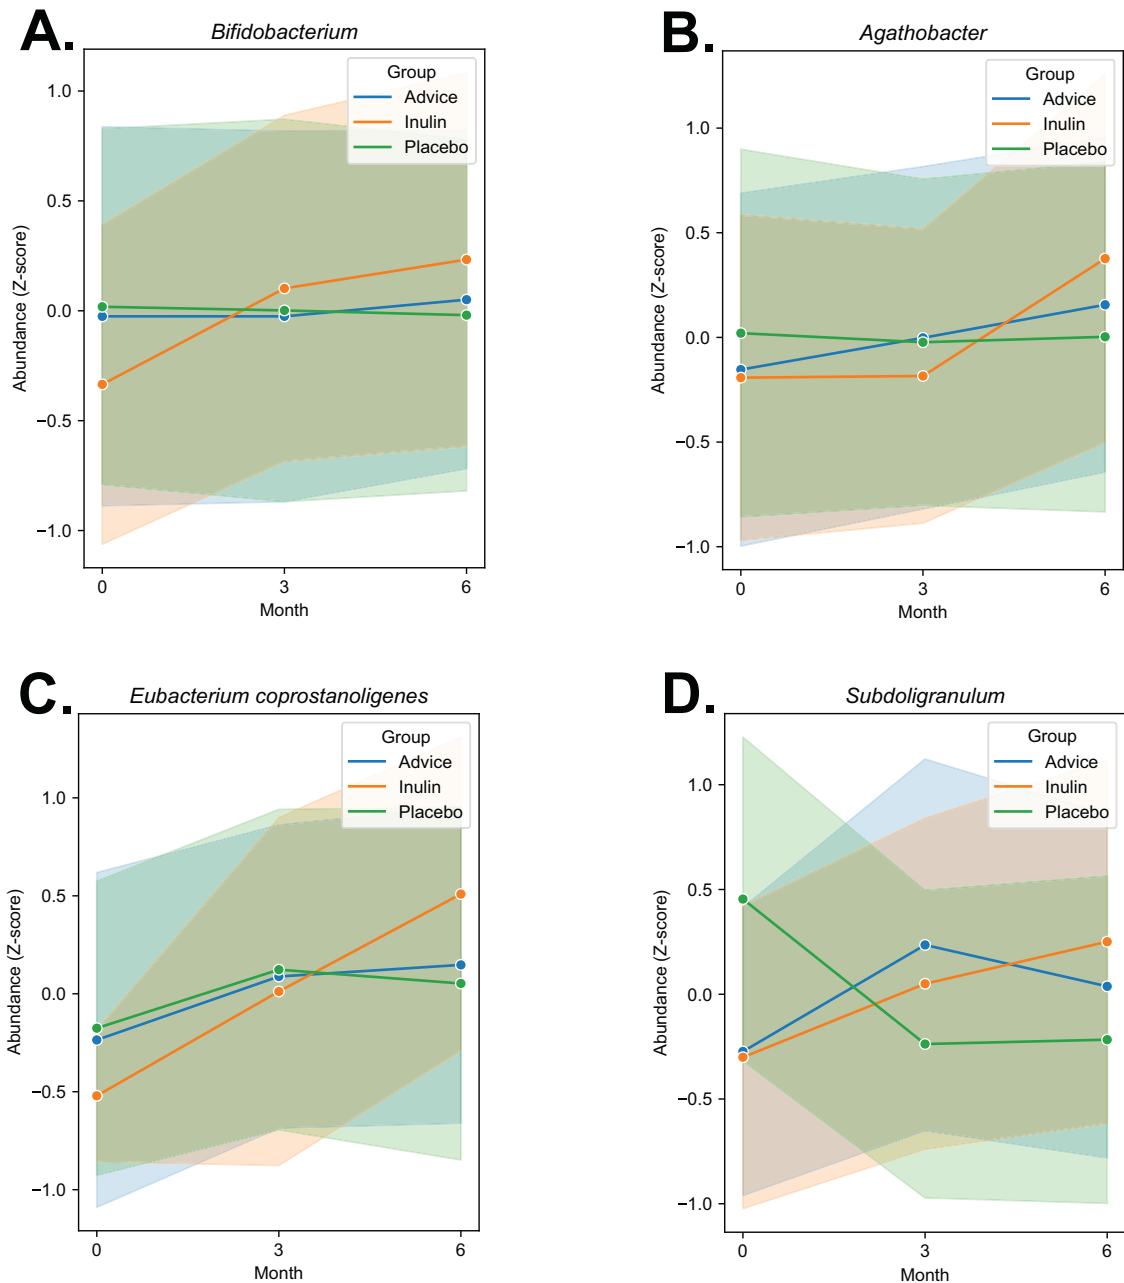 A.
Bifidobacterium
Group
Advice
Inulin
Placebo
1.0
0.5
0.0
−0.5
−1.0
Abundance (Z-score)
0
3
6
Month
B.
Agathobacter
Group
Advice
Inulin
Placebo
1.0
0.5
0.0
−0.5
−1.0
Abundance (Z-score)
0
3
6
Month
C.
Eubacterium coprostanoligenes
Group
Advice
Inulin
Placebo
1.0
0.5
0.0
−0.5
−1.0
Abundance (Z-score)
0
3
6
Month
D.
Subdoligranulum
Group
Advice
Inulin
Placebo
1.0
0.5
0.0
−0.5
−1.0
Abundance (Z-score)
0
3
6
Month